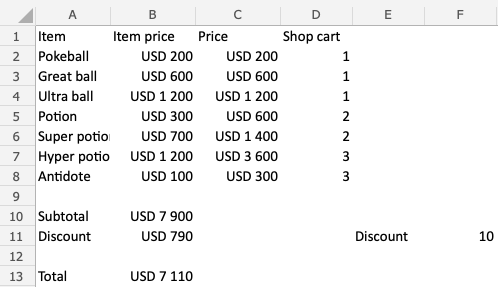 A B C D E F
1 Item Item price Price Shop cart
2 Pokeball USD 200 USD 200 1
3 Great ball USD 600 USD 600 1
4 Ultra ball USD 1 200 USD 1 200 1
5 Potion USD 300 USD 600 2
6 Super potio USD 700 USD 1 400 2
7 Hyper potio USD 1 200 USD 3 600 3
8 Antidote USD 100 USD 300 3
9
10 Subtotal USD 7 900
11 Discount USD 790 Discount 10
12
13 Total USD 7 110